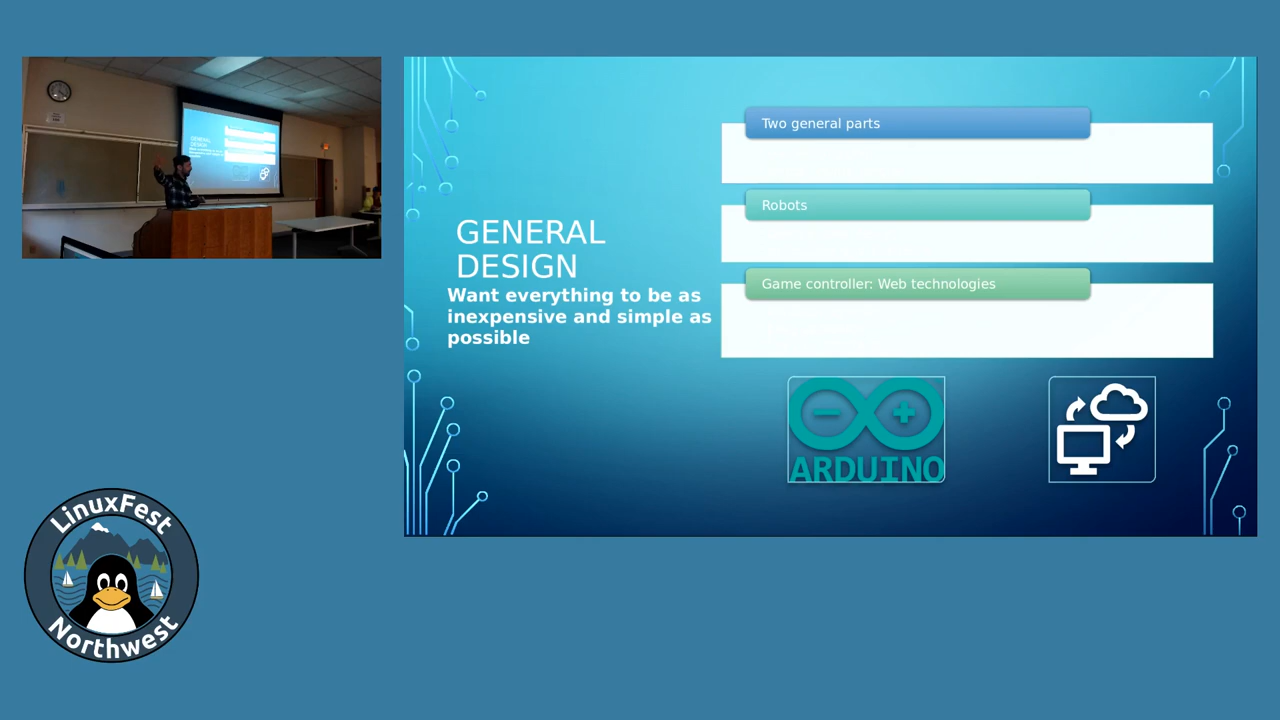 Two general parts
Robots
GENERAL
DESIGN
Want everything to be as
inexpensive and simple as
possible
Game controller: Web technologies
ARDUINO
LinuxFest
Northwest